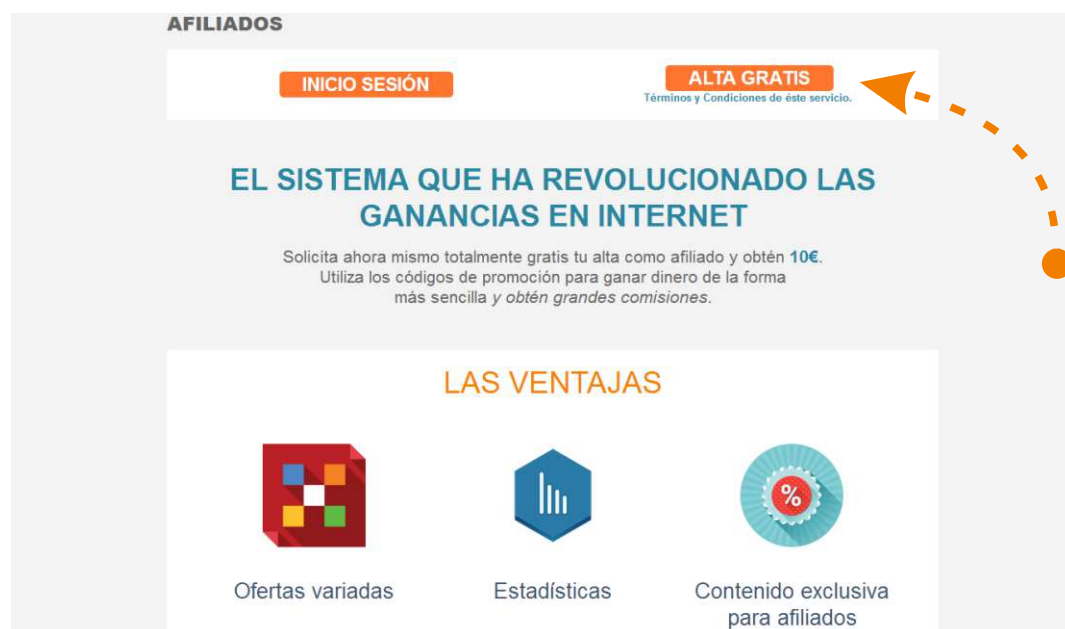 AFILIADOS
INICIO SESIÓN
ALTA GRATIS
Términos y Condiciones de éste servicio.
EL SISTEMA QUE HA REVOLUCIONADO LAS
GANANCIAS EN INTERNET
Solicita ahora mismo totalmente gratis tu alta como afiliado y obtén 10€.
Utiliza los códigos de promoción para ganar dinero de la forma
más sencilla y obtén grandes comisiones.
LAS VENTAJAS
%
Ofertas variadas
Estadísticas
Contenido exclusiva
para afiliados